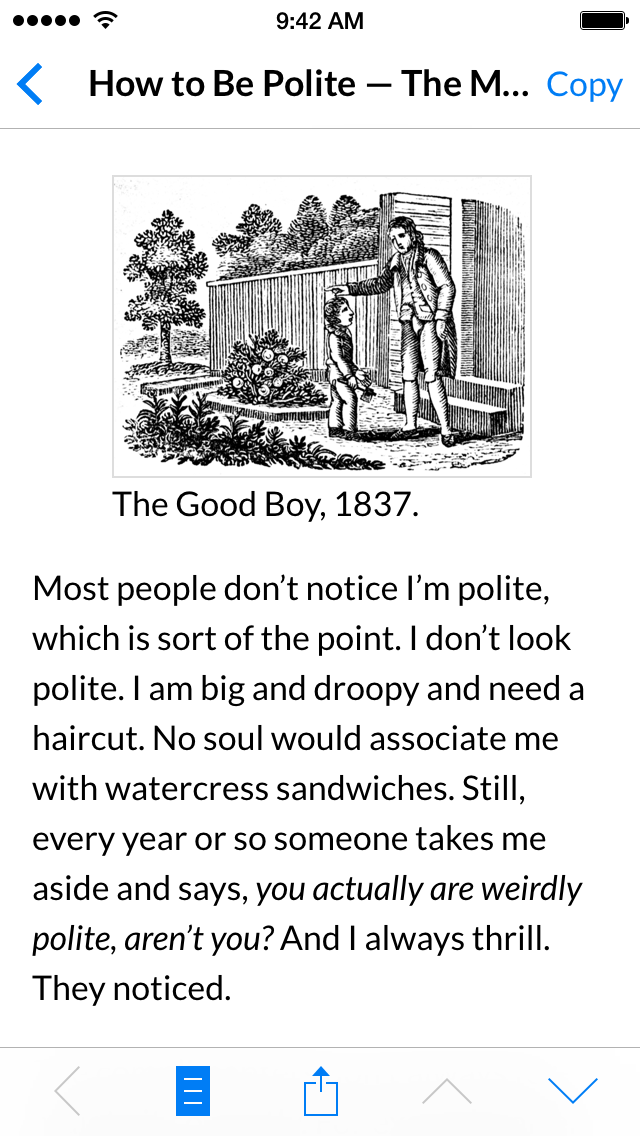 9:42 AM
How to Be Polite — The M... Copy
The Good Boy, 1837.
Most people don’t notice I’m polite,
which is sort of the point. I don’t look
polite. I am big and droopy and need a
haircut. No soul would associate me
with watercress sandwiches. Still,
every year or so someone takes me
aside and says, you actually are weirdly
polite, aren’t you? And I always thrill.
They noticed.